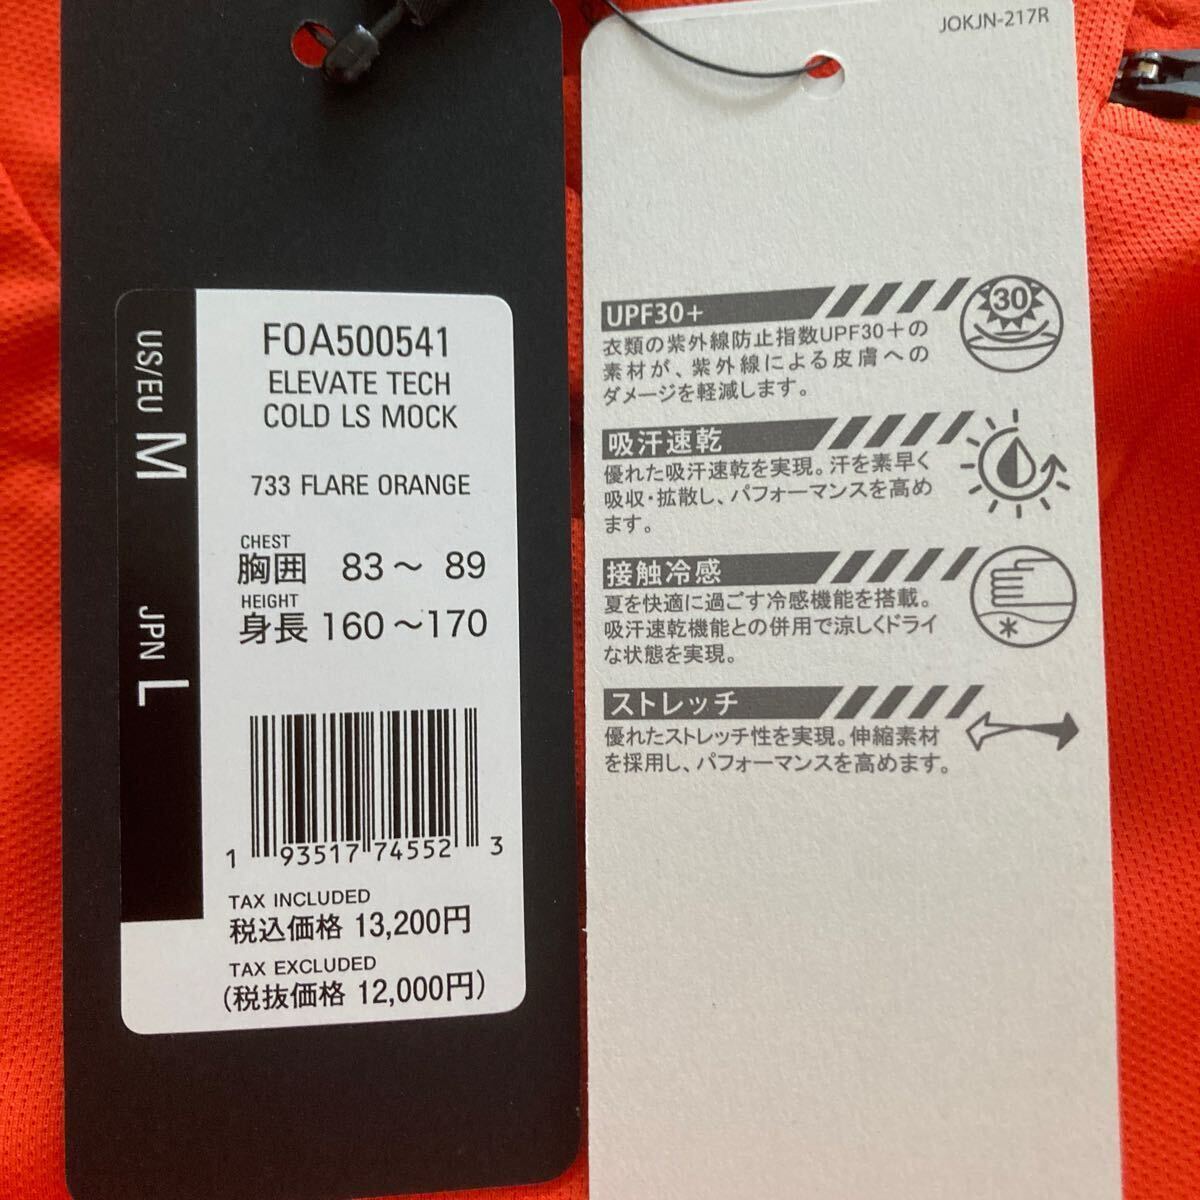 US/EU M
JPN L
FOA500541
ELEVATE TECH
COLD LS MOCK
733 FLARE ORANGE
CHEST
胸囲 83～ 89
HEIGHT
身長 160～170
1 93517 74552 3
TAX INCLUDED
税込価格 13,200円
TAX EXCLUDED
(税抜価格 12,000円)
JOKJN-217R
UPF30+
30
衣類の紫外線防止指数UPF30+の
素材が、紫外線による皮膚への
ダメージを軽減します。
吸汗速乾
優れた吸汗速乾を実現。汗を素早く
吸収・拡散し、パフォーマンスを高め
ます。
接触冷感
夏を快適に過ごす冷感機能を搭載。
吸汗速乾機能との併用で涼しくドライ
な状態を実現。
ストレッチ
優れたストレッチ性を実現。伸縮素材
を採用し、パフォーマンスを高めます。